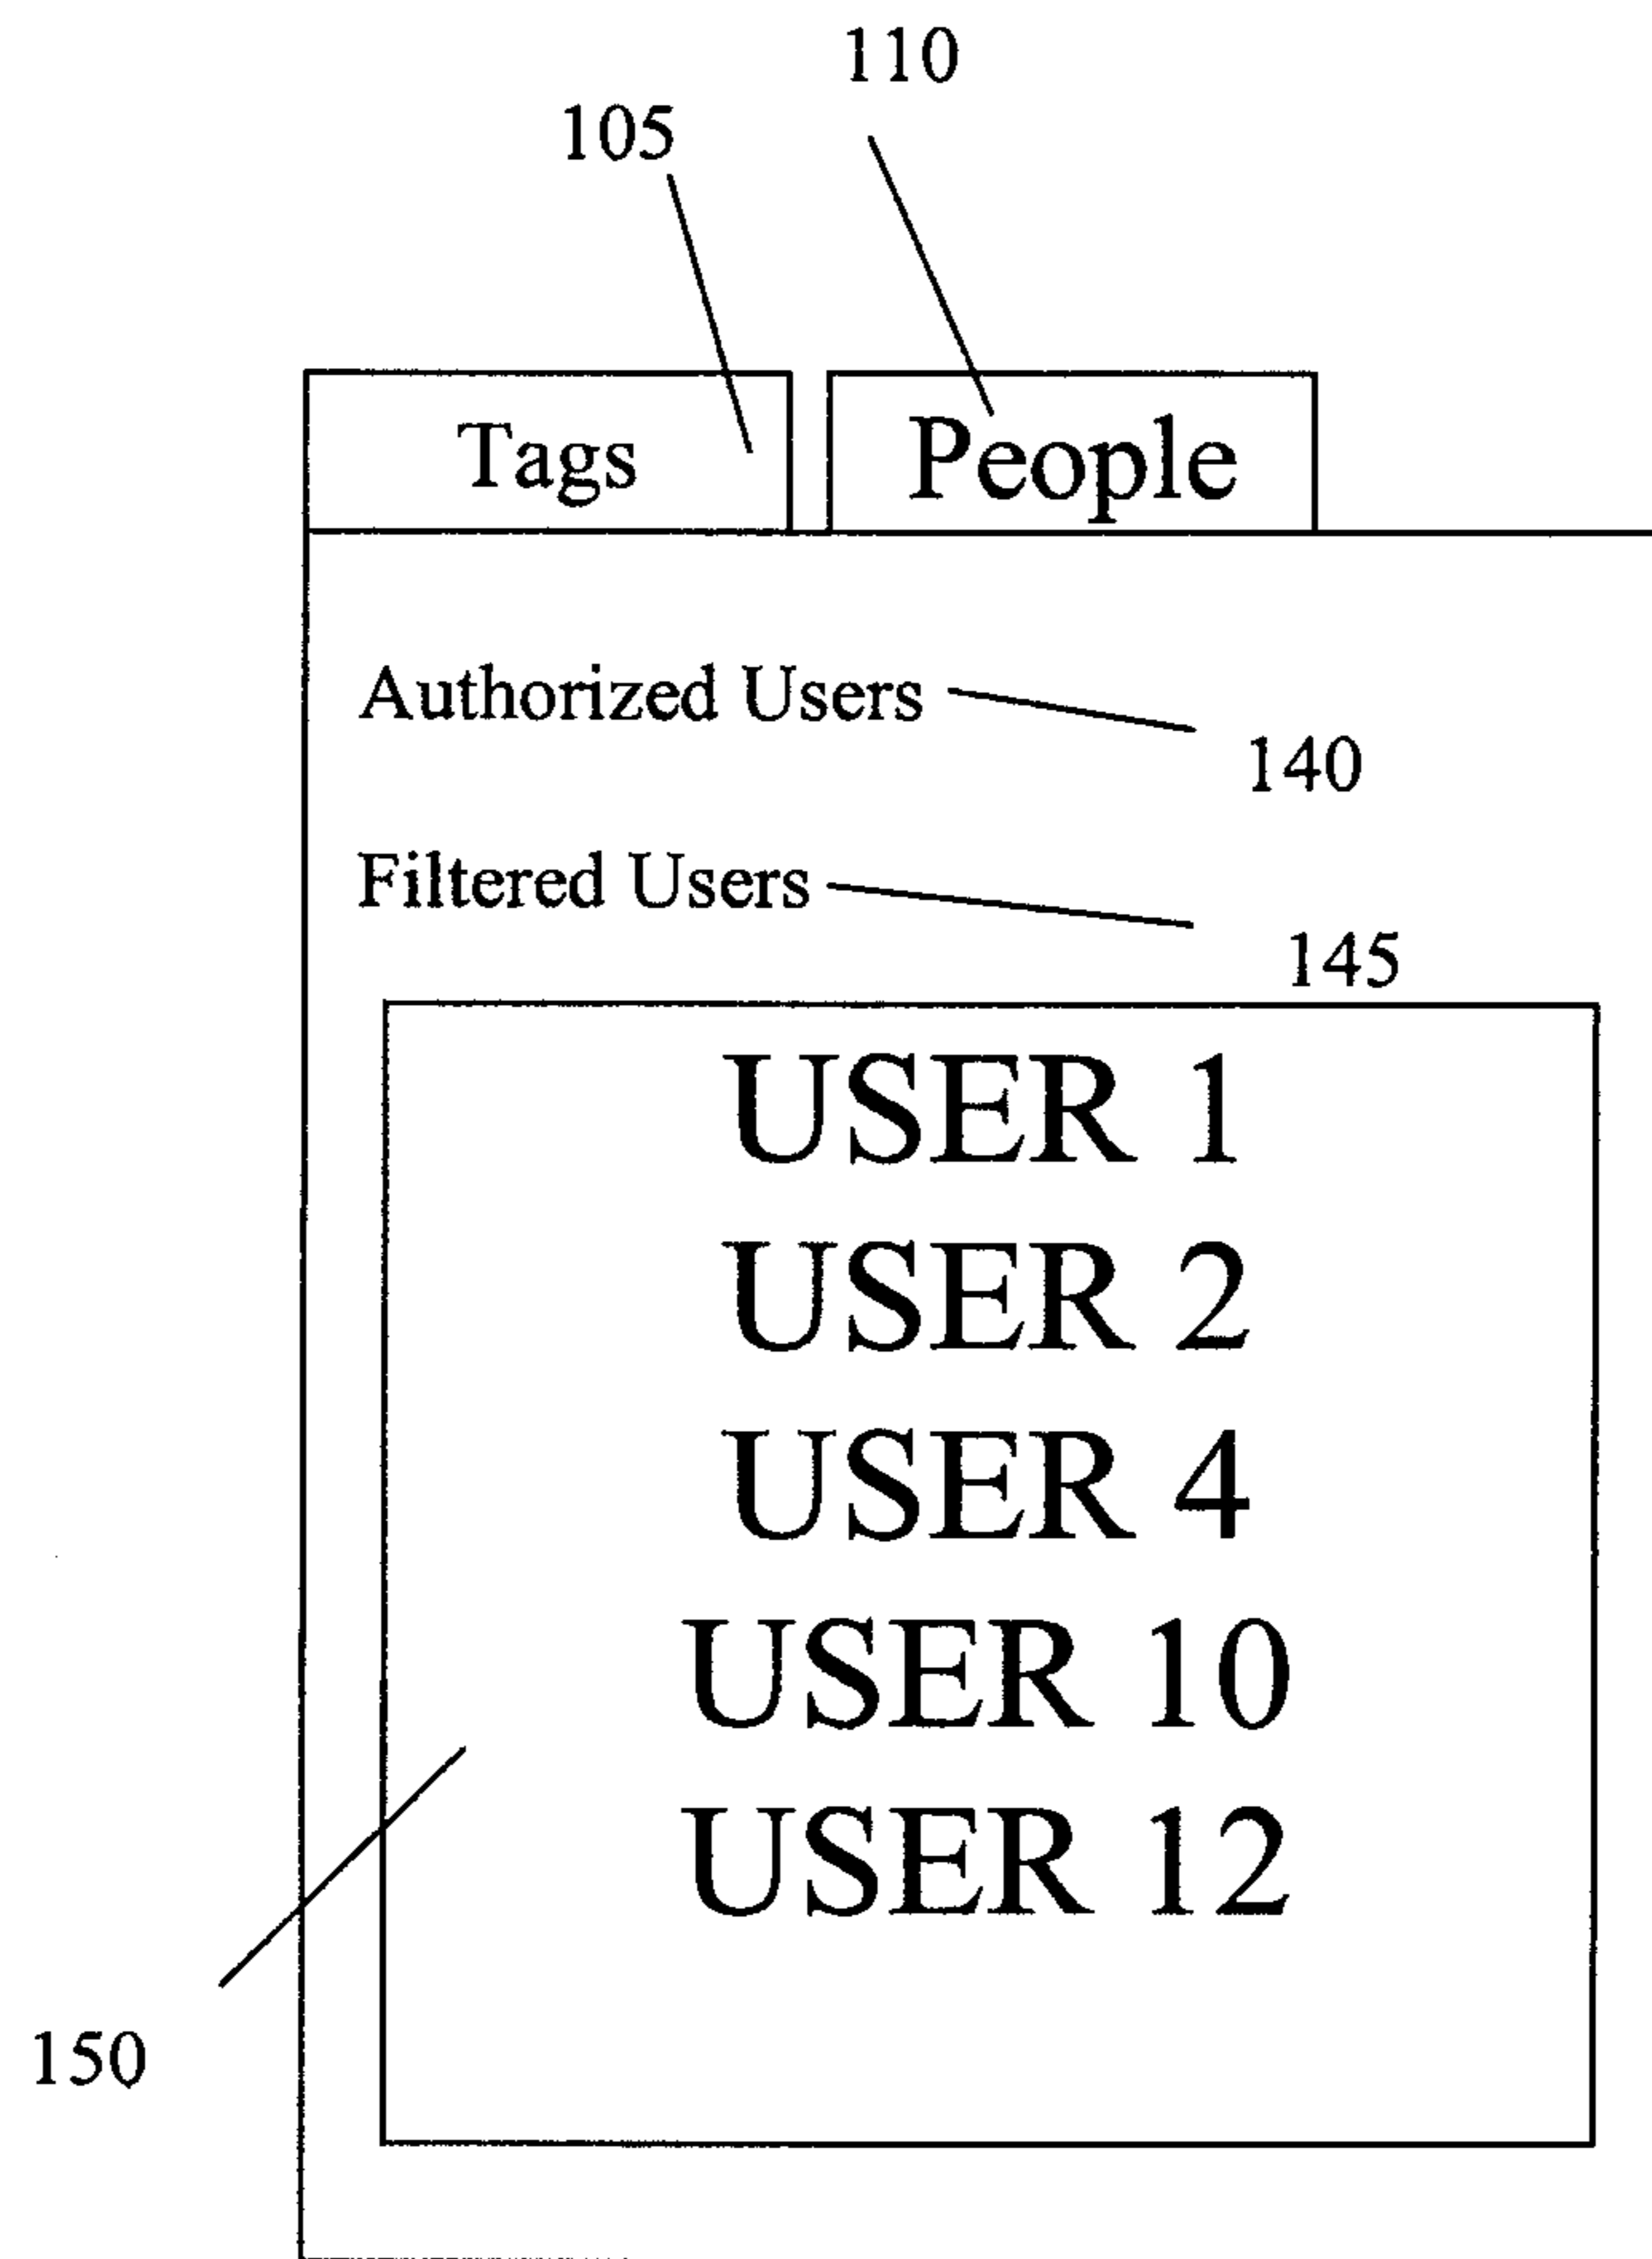 110
105
Tags People
Authorized Users
140
Filtered Users
145
USER 1
USER 2
USER 4
USER 10
USER 12
150